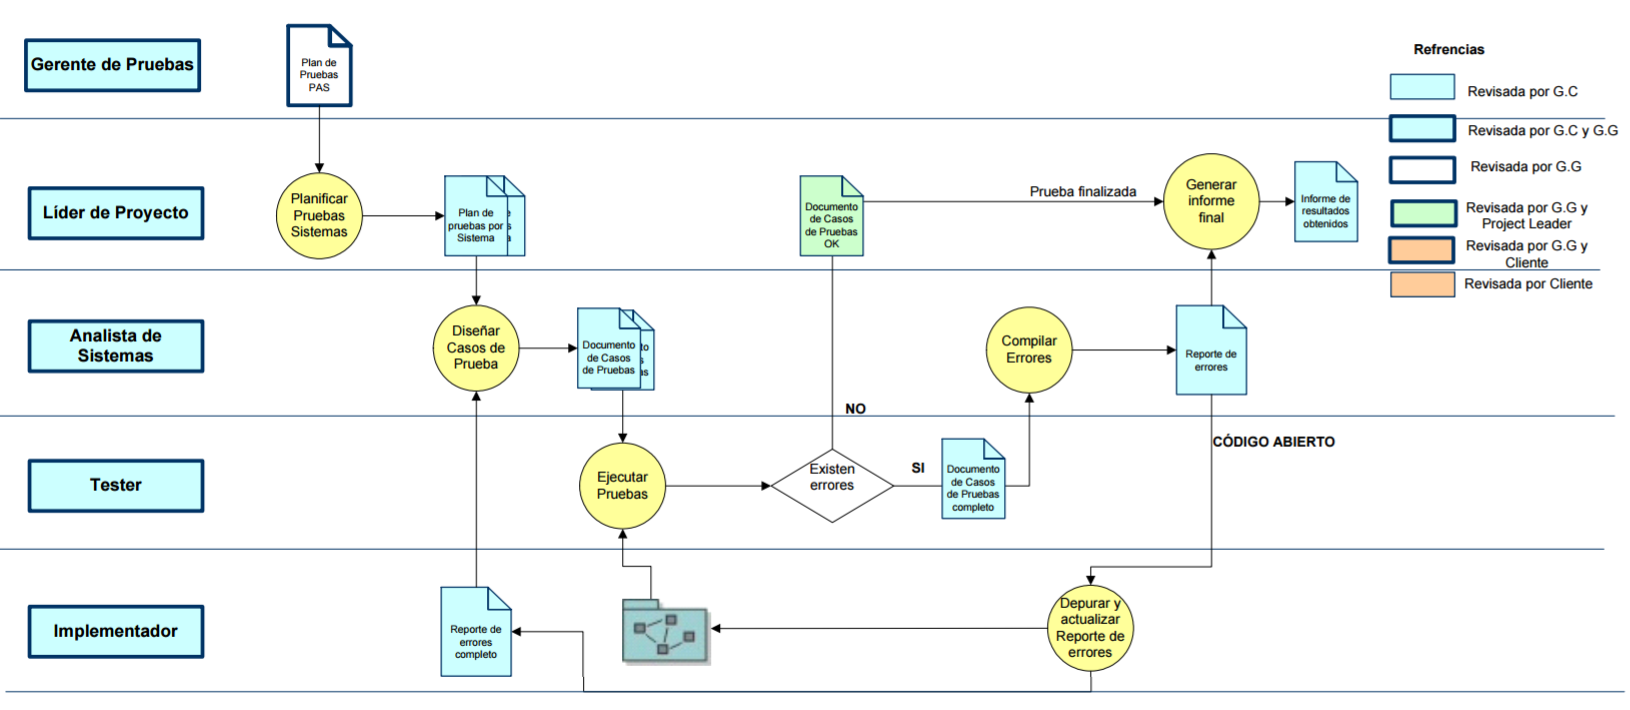 Refrencias
Revisada por G.C
Revisada por G.C y G.G
Revisada por G.G
Revisada por G.G y
Project Leader
Revisada por G.G y
Cliente
Revisada por Cliente
Gerente de Pruebas
Plan de
Pruebas
PAS
Líder de Proyecto
Planificar
Pruebas
Sistemas
Plan de
pruebas por
Sistema
e
s
a
Documento
de Casos
de Pruebas
OK
Prueba finalizada
Generar
informe
final
Informe de
resultados
obtenidos
Analista de
Sistemas
Diseñar
Casos de
Prueba
Documento
de Casos
de Pruebas
to
s
as
Compilar
Errores
Reporte de
errores
NO
CÓDIGO ABIERTO
Tester
Ejecutar
Pruebas
Existen
errores
SI
Documento
de Casos
de Pruebas
completo
Implementador
Reporte de
errores
completo
Depurar y
actualizar
Reporte de
errores